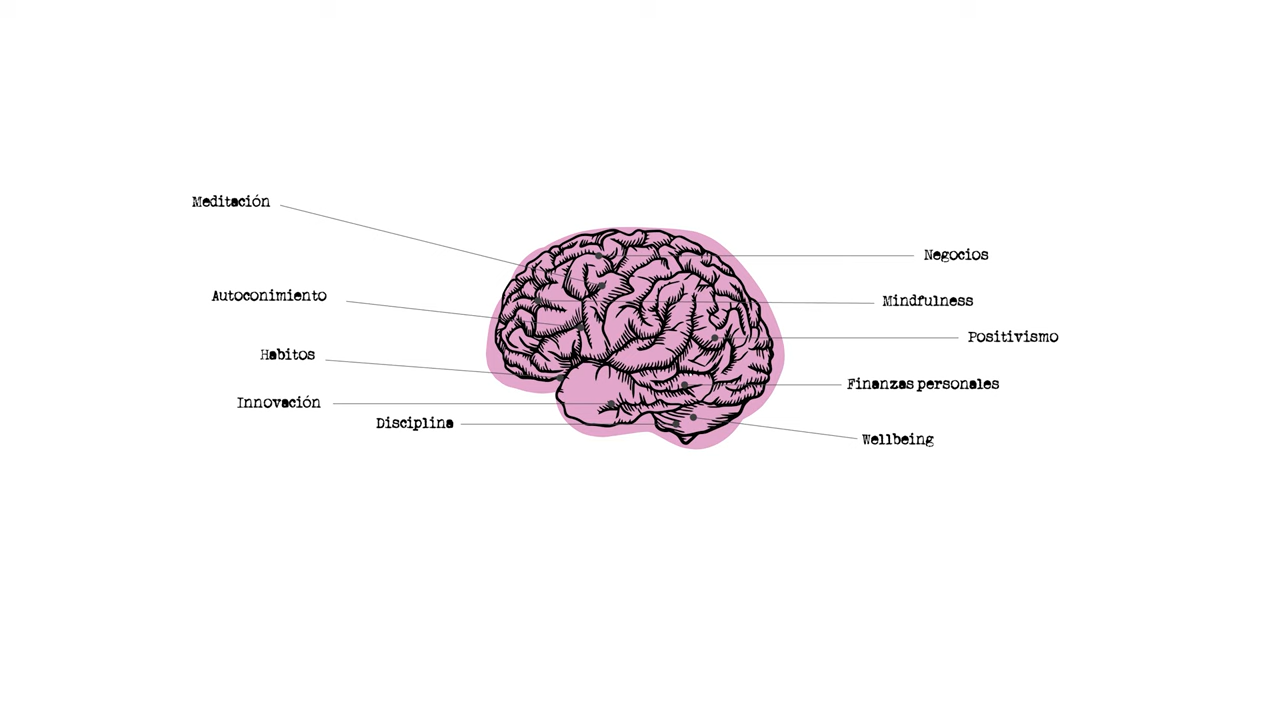 Meditación
Autoconimiento
Habitos
Innovación
Disciplina
Negocios
Mindfulness
Positivismo
Finanzas personales
Wellbeing